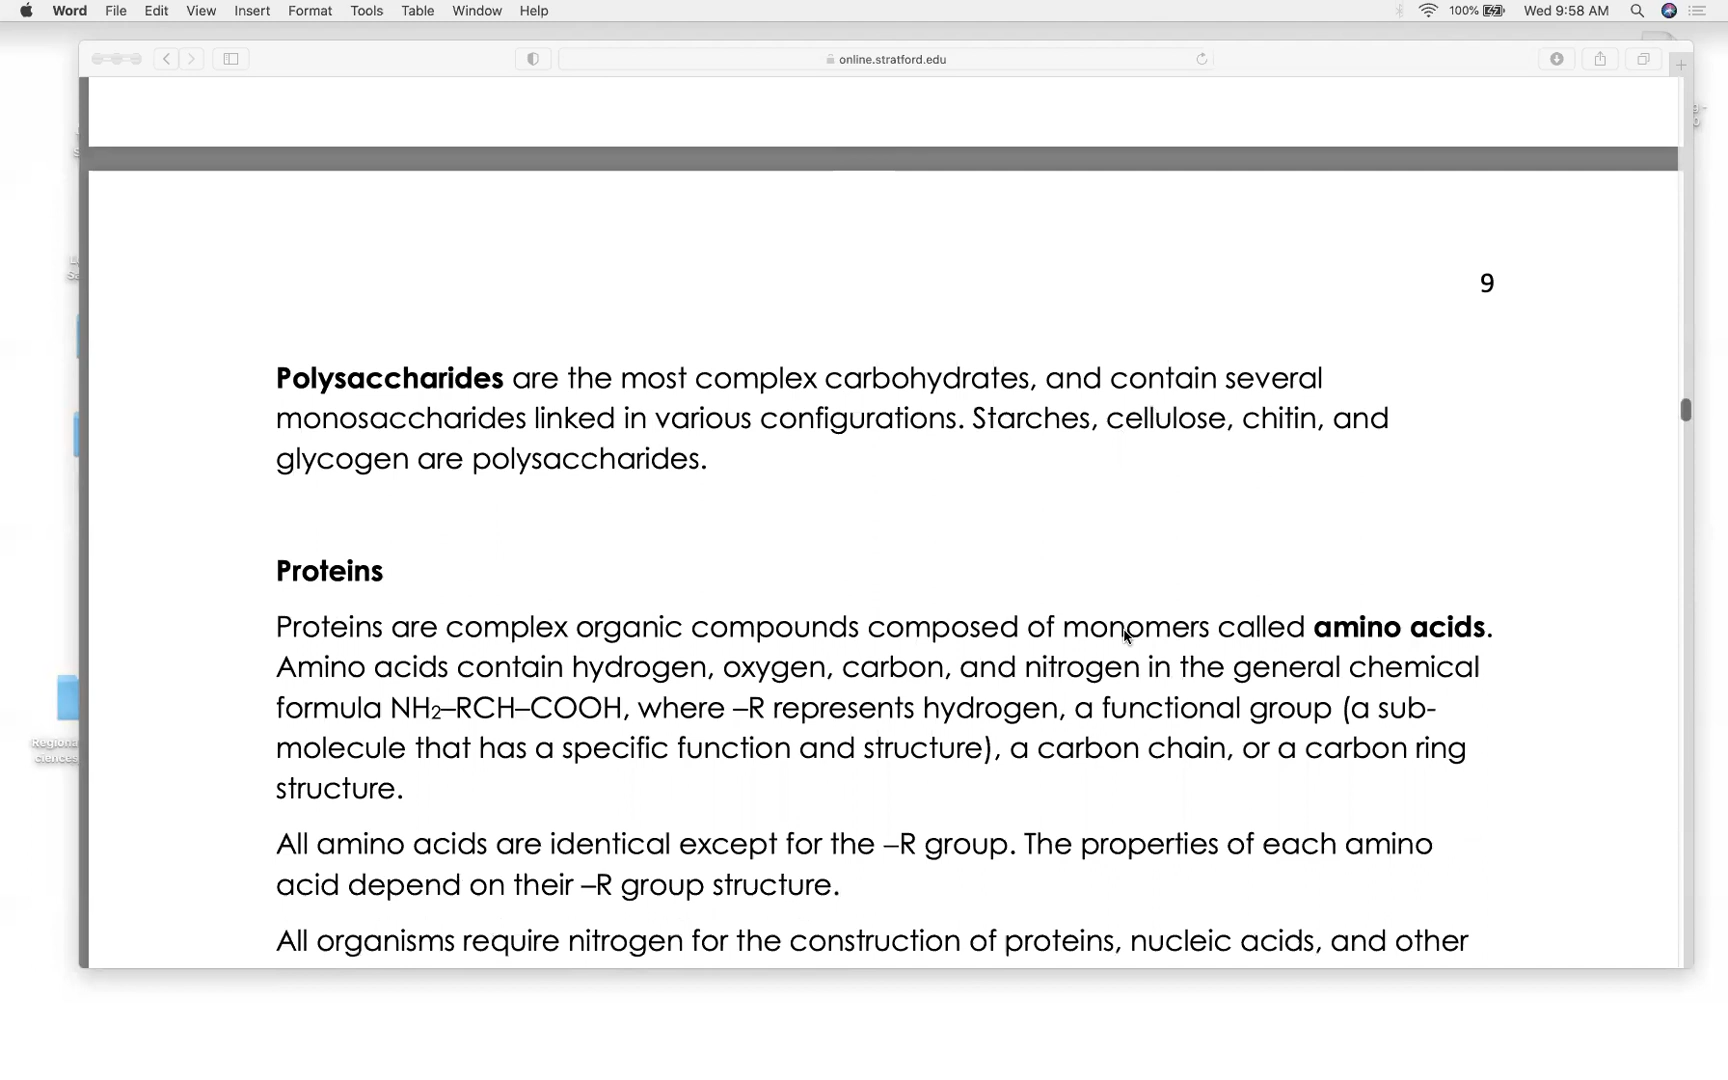 Word File Edit View Insert Format Tools Table Window Help 100% Wed 9:58 AM
online.stratford.edu
9
Polysaccharides are the most complex carbohydrates, and contain several
monosaccharides linked in various configurations. Starches, cellulose, chitin, and
glycogen are polysaccharides.
Proteins
Proteins are complex organic compounds composed of monomers called amino acids.
Amino acids contain hydrogen, oxygen, carbon, and nitrogen in the general chemical
formula NH2–RCH–COOH, where –R represents hydrogen, a functional group (a sub-
molecule that has a specific function and structure), a carbon chain, or a carbon ring
structure.
All amino acids are identical except for the –R group. The properties of each amino
acid depend on their –R group structure.
All organisms require nitrogen for the construction of proteins, nucleic acids, and other
Regiona
ciences